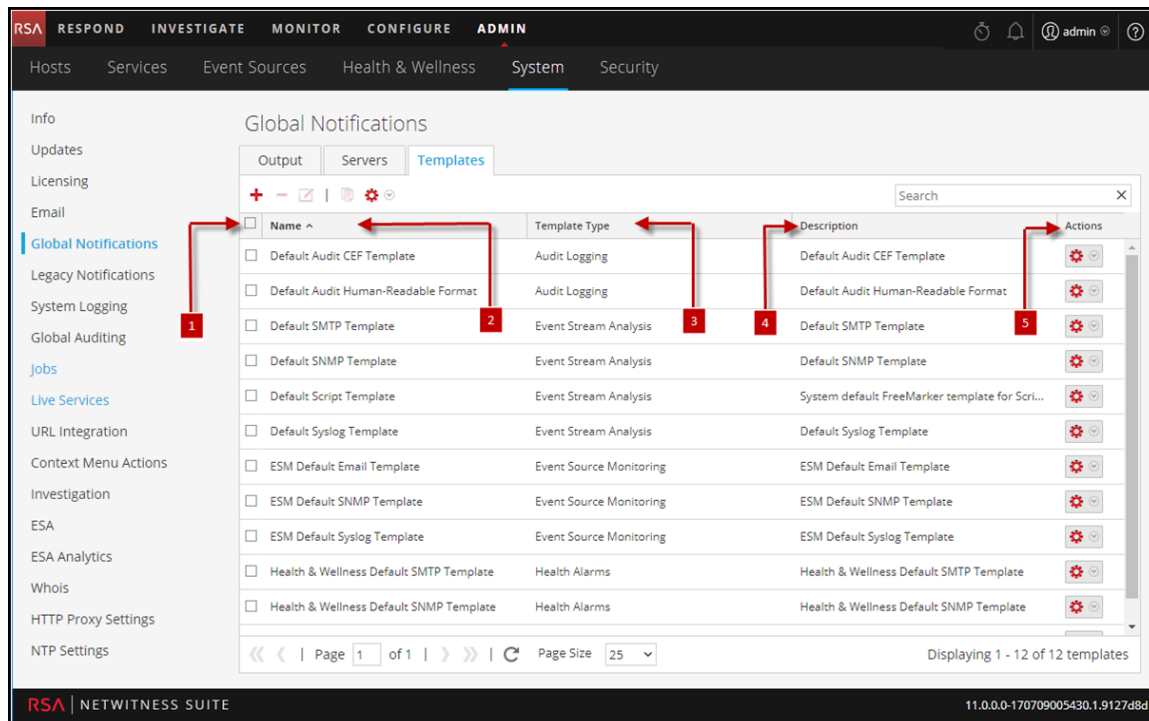 RSA RESPOND INVESTIGATE MONITOR CONFIGURE ADMIN admin ?
Hosts Services Event Sources Health & Wellness System Security
Info
Updates
Licensing
Email
Global Notifications
Legacy Notifications
System Logging
Global Auditing
Jobs
Live Services
URL Integration
Context Menu Actions
Investigation
ESA
ESA Analytics
Whois
HTTP Proxy Settings
NTP Settings
Global Notifications
Output Servers Templates
Search
Name Template Type Description Actions
Default Audit CEF Template Audit Logging Default Audit CEF Template
Default Audit Human-Readable Format Audit Logging Default Audit Human-Readable Format
1 2 3 4 5
Default SMTP Template Event Stream Analysis Default SMTP Template
Default SNMP Template Event Stream Analysis Default SNMP Template
Default Script Template Event Stream Analysis System default FreeMarker template for Scri...
Default Syslog Template Event Stream Analysis Default Syslog Template
ESM Default Email Template Event Source Monitoring ESM Default Email Template
ESM Default SNMP Template Event Source Monitoring ESM Default SNMP Template
ESM Default Syslog Template Event Source Monitoring ESM Default Syslog Template
Health & Wellness Default SMTP Template Health Alarms Health & Wellness Default SMTP Template
Health & Wellness Default SNMP Template Health Alarms Health & Wellness Default SNMP Template
Page 1 of 1 Page Size 25 Displaying 1 - 12 of 12 templates
RSA NETWITNESS SUITE 11.0.0.0-170709005430.1.9127d8d